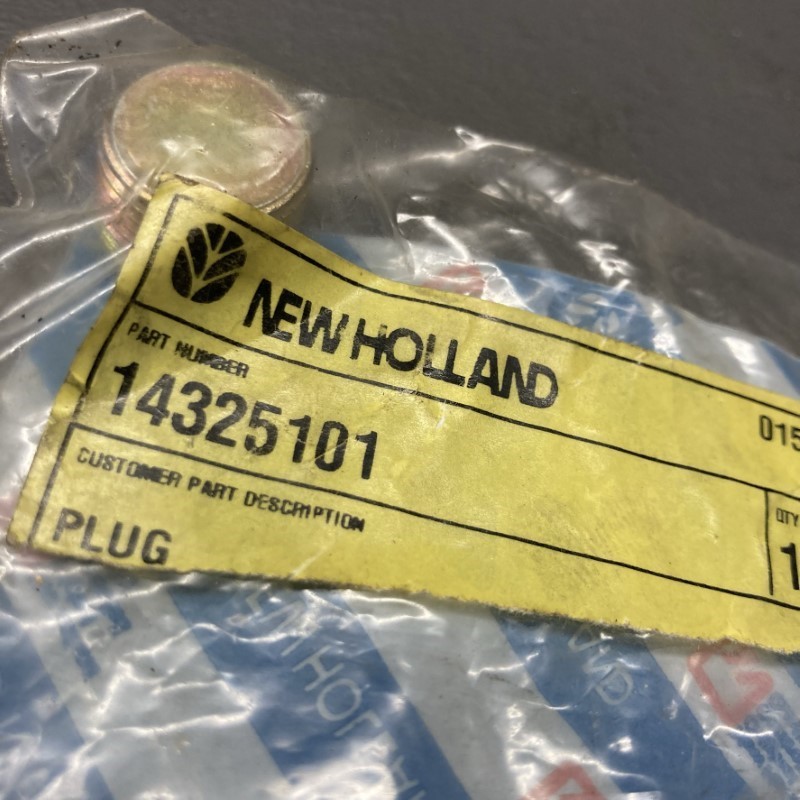 NEW HOLLAND
PART NUMBER
14325101
015
CUSTOMER PART DESCRIPTION
PLUG
QTY
1